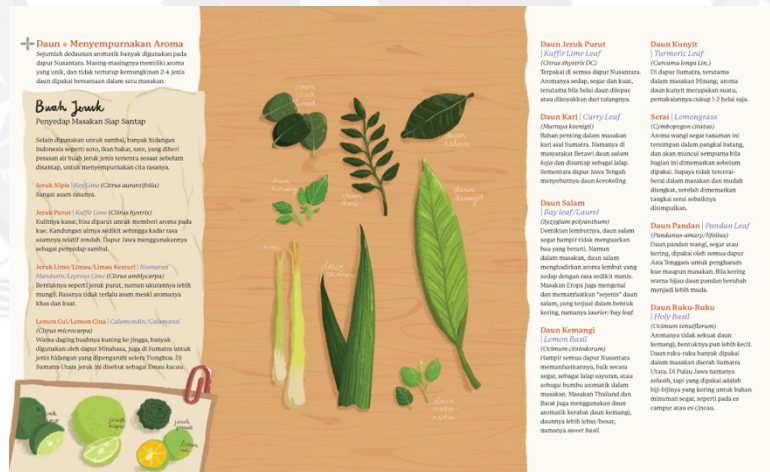 Daun • Menyempurnakan Aroma
Sejumlah dedaunan aromatik banyak digunakan pada
dapur Nusantara. Masing-masingnya memiliki aroma
yang unik, dan tidak tertutup kemungkinan 2-4 jenis
daun dipakai bersamaan dalam satu masakan.
Buah Jeruk
Penyedap Masakan Siap Santap
Selain digunakan untuk sambal, banyak hidangan
Indonesia seperti soto, ikan bakar, sate, yang diberi
perasan air buah jeruk jenis tertentu sesaat sebelum
disantap, untuk menyempurnakan cita rasanya.
Jeruk Nipis | Key Lime (Citrus aurantifolia)
Sangat asam rasanya.
Jeruk Purut | Kaffir Lime (Citrus hystrix)
Kulitnya kasar, bisa diparut untuk memberi aroma pada
kue. Kandungan airnya sedikit sehingga kadar rasa
asamnya relatif rendah. Dapur Jawa menggunakannya
sebagai penyedap sambal.
Jeruk Limo/Limau/Limau Kesturi | Nasnaran
Mandarin/Leprous Lime (Citrus amblycarpa)
Bentuknya seperti jeruk purut, namun ukurannya lebih
mungil. Rasanya tidak terlalu asam meski aromanya
khas dan kuat.
Lemon Cui/Lemon Cina | Calamondin/Calamansi
(Citrus microcarpa)
Warna daging buahnya kuning ke jingga, banyak
digunakan oleh dapur Minahasa, juga di Sumatra untuk
jenis hidangan yang dipengaruhi selera Tionghoa. Di
Sumatra Utara jeruk ini disebut sebagai limau kacau.
jeruk
nipis
jeruk
purut
daun
jeruk
purut
daun
salam
daun
kari
daun
kunyit
serai
daun
pandan
daun
ruku-
ruku
Daun Jeruk Purut
| Kaffir Lime Leaf
(Citrus xhystrix DC)
Terpakai di semua dapur Nusantara.
Aromanya sedap, segar dan kuat,
terutama bila helai daun dilepas
atau dikoyakkan dari tulangnya.
Daun Kari | Curry Leaf
(Murraya koenigii)
Bahan penting dalam masakan
kari asal Sumatra. Namanya di
masyarakat Betawi daun salam
koja dan disantap sebagai lalap.
Sementara dapur Jawa Tengah
menyebutnya daun korokeling.
Daun Salam
| Bay leaf/Laurel
(Syzygium polyanthum)
Demikian lembutnya, daun salam
segar hampir tidak menguarkan
bau yang berarti. Namun
dalam masakan, daun salam
menghadirkan aroma lembut yang
sedap dengan rasa sedikit manis.
Masakan Eropa juga mengenal
dan memanfaatkan "sejenis" daun
salam, yang terjual dalam bentuk
kering, namanya laurier/bay leaf.
Daun Kemangi
| Lemon Basil
(Ocimum citriodorum)
Hampir semua dapur Nusantara
memanfaatkannya, baik secara
segar, sebagai lalap sayuran, atau
sebagai bumbu aromatik dalam
masakan. Masakan Thailand dan
Barat juga menggunakan daun
aromatik kerabat daun kemangi,
daunnya lebih lebar/besar,
namanya sweet basil.
Daun Kunyit
| Turmeric Leaf
(Curcuma longa Lin.)
Di dapur Sumatra, terutama
dalam masakan Minang; aroma
daun kunyit merupakan suatu,
pemakaiannya cukup 1-2 helai saja.
Serai | Lemongrass
(Cymbopogon citratus)
Aroma wangi segar tanaman ini
tersimpan dalam pangkal batang,
dan akan muncul sempurna bila
bagian ini dimemarkan sebelum
dipakai. Supaya tidak tercerai-
berai dalam masakan dan mudah
diangkat, setelah dimemarkan
tangkai serai sebaiknya
disimpulkan.
Daun Pandan | Pandan Leaf
Daun pandan wangi, segar atau
kering, dipakai oleh semua dapur
Asia Tenggara untuk pengharum
kue maupun masakan. Bila kering
warna hijau daun pandan berubah
menjadi lebih muda.
Daun Ruku-Ruku
| Holy Basil
(Ocimum tenuiflorum)
Aromanya tidak sekuat daun
kemangi, bentuknya pun lebih kecil.
Daun ruku-ruku banyak dipakai
dalam masakan daerah Sumatra
Utara. Di Pulau Jawa namanya
selasih, tapi yang dipakai adalah
biji-bijinya yang kering untuk bahan
minuman segar, seperti pada es
campur atau es cincau.